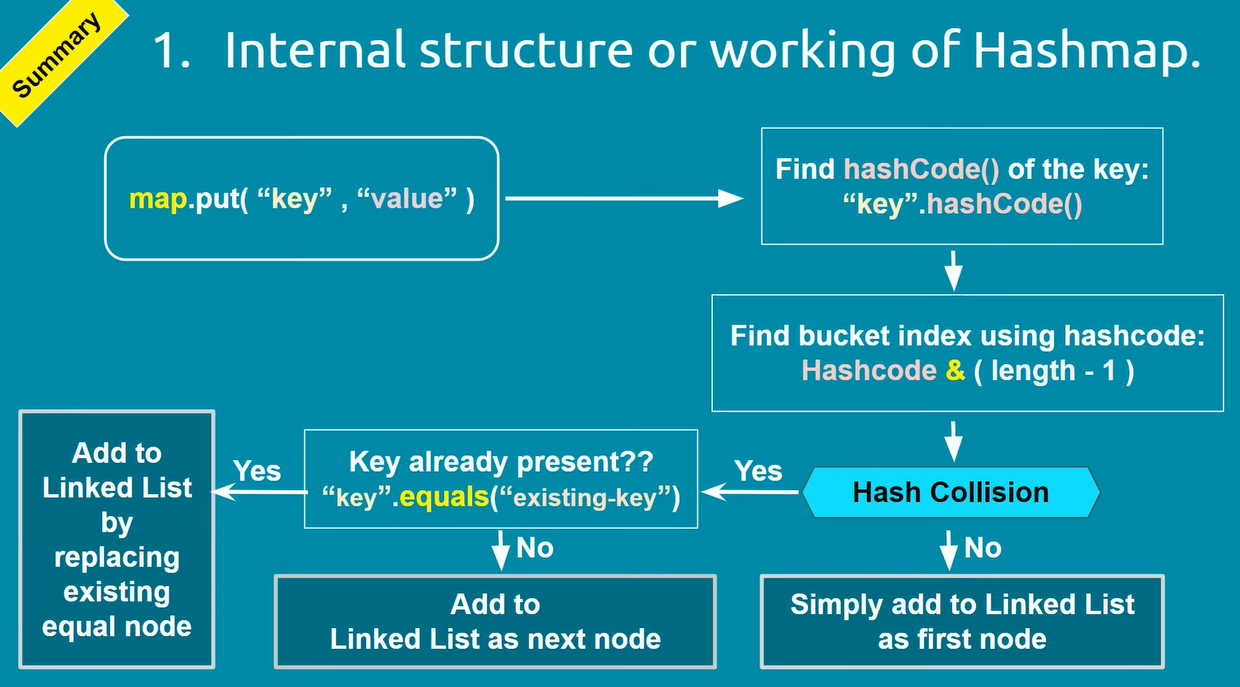 Summary
1. Internal structure or working of Hashmap.
map.put( “key” , “value” )
Find hashCode() of the key:
“key”.hashCode()
Find bucket index using hashcode:
Hashcode & ( length - 1 )
Hash Collision
Yes
No
Key already present??
“key”.equals(“existing-key”)
Yes
No
Add to
Linked List
by
replacing
existing
equal node
Add to
Linked List as next node
Simply add to Linked List
as first node